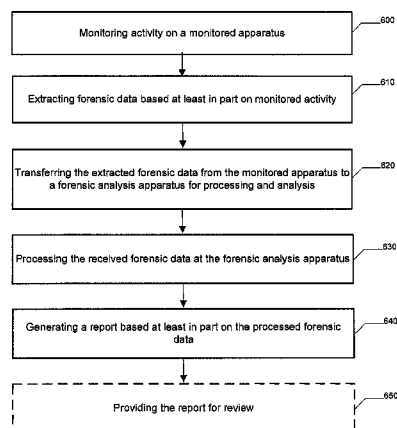 Monitoring activity on a monitored apparatus
600
Extracting forensic data based at least in part on monitored activity
610
Transferring the extracted forensic data from the monitored apparatus to
a forensic analysis apparatus for processing and analysis
620
Processing the received forensic data at the forensic analysis apparatus
630
Generating a report based at least in part on the processed forensic
data
640
Providing the report for review
650